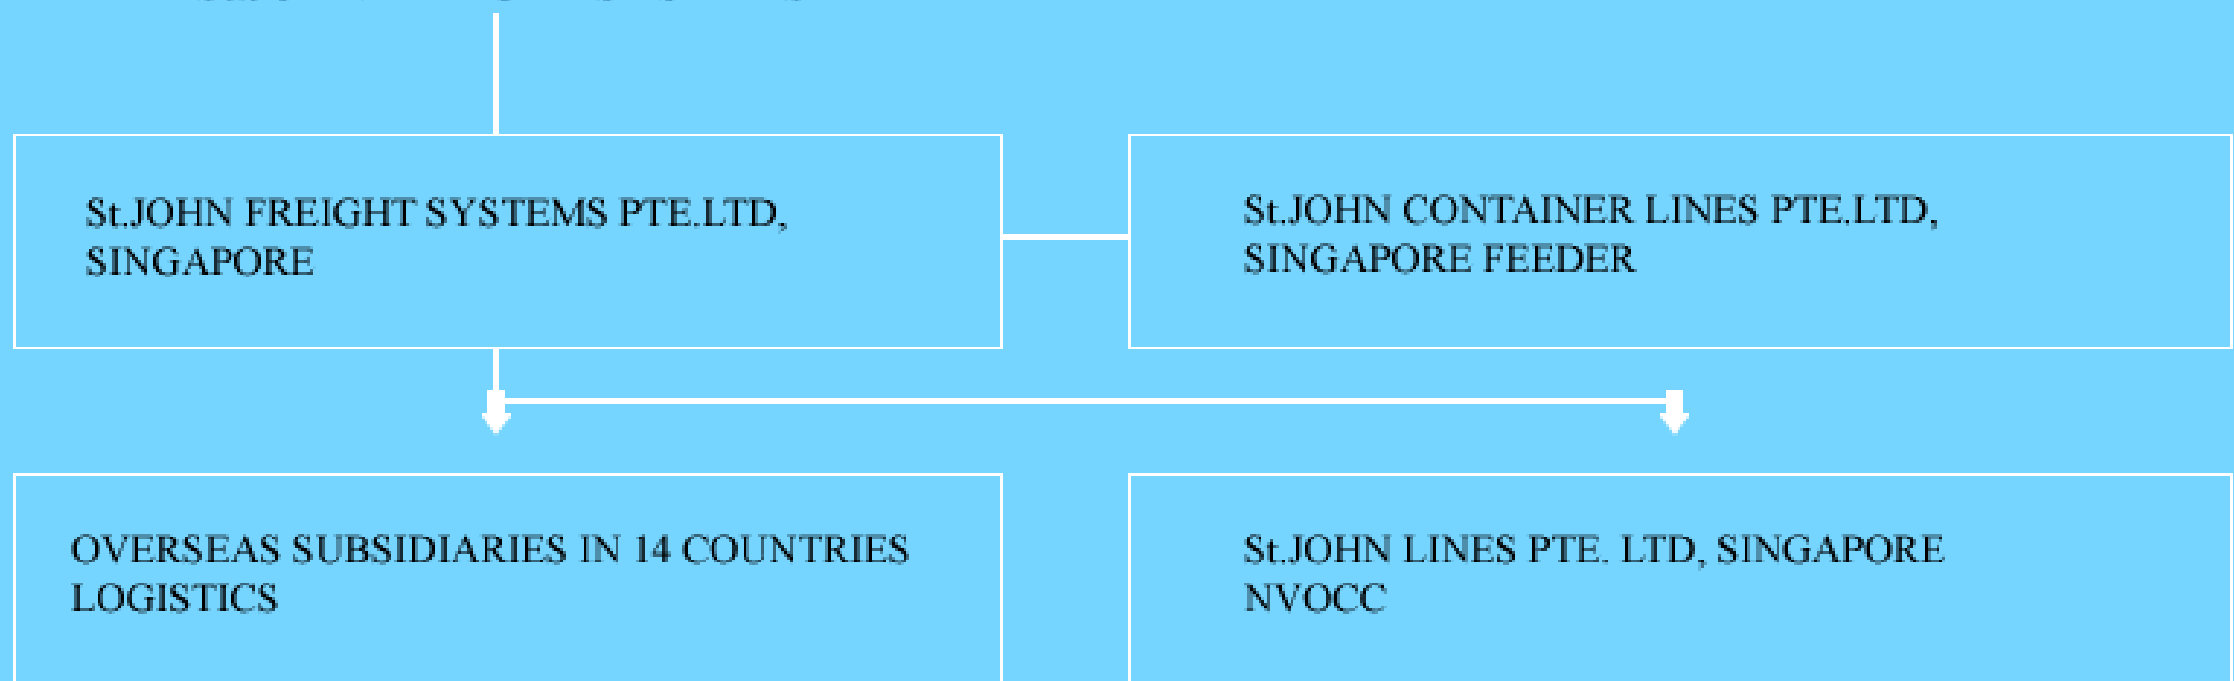 St.JOHN FREIGHT SYSTEMS PTE.LTD,
SINGAPORE
St.JOHN CONTAINER LINES PTE.LTD,
SINGAPORE FEEDER
OVERSEAS SUBSIDIARIES IN 14 COUNTRIES
LOGISTICS
St.JOHN LINES PTE. LTD, SINGAPORE
NVOCC